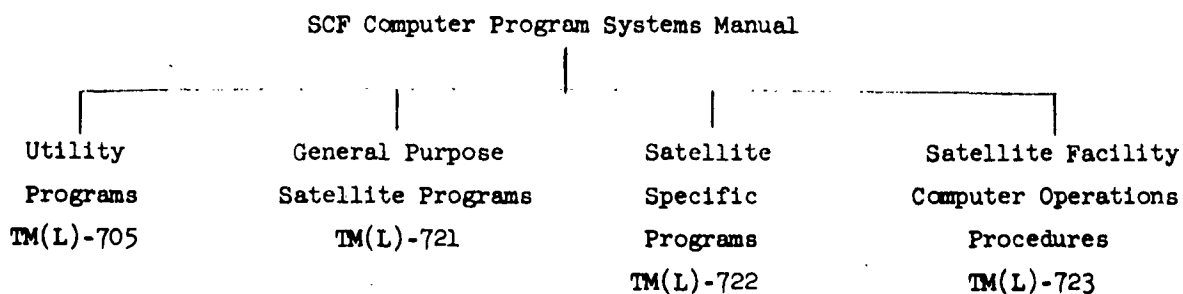 SCF Computer Program Systems Manual
Utility
Programs
TM(L)-705
General Purpose
Satellite Programs
TM(L)-721
Satellite
Specific
Programs
TM(L)-722
Satellite Facility
Computer Operations
Procedures
TM(L)-723